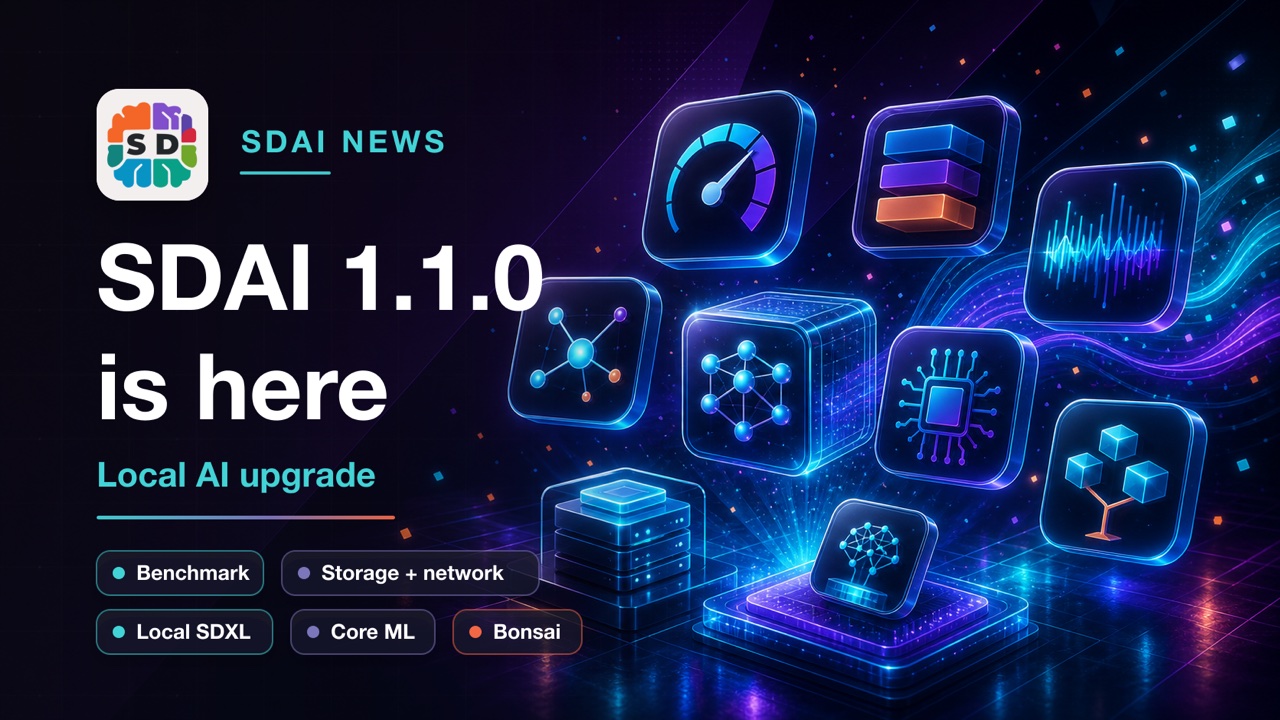 SD
SDAI NEWS
SDAI 1.1.0
is here
Local AI upgrade
Benchmark
Storage + network
Local SDXL
Core ML
Bonsai